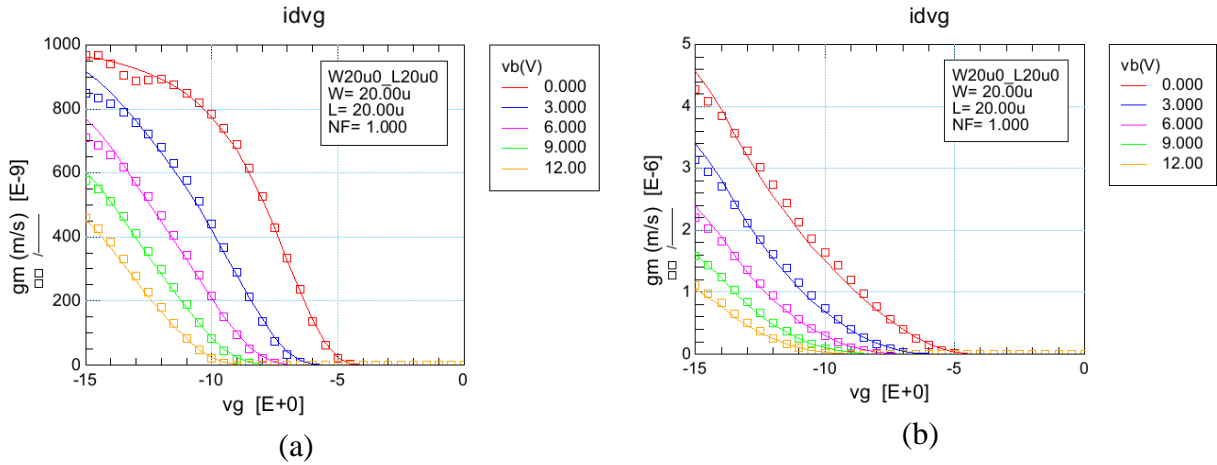 idvg
1000
800
600
400
200
0
-15
-10
-5
0
gm (m/s) [E-9]
□□ /
vg [E+0]
W20u0_L20u0
W= 20.00u
L= 20.00u
NF= 1.000
vb(V)
0.000
3.000
6.000
9.000
12.00
(a)
idvg
5
4
3
2
1
0
-15
-10
-5
0
gm (m/s) [E-6]
□□ /
vg [E+0]
W20u0_L20u0
W= 20.00u
L= 20.00u
NF= 1.000
vb(V)
0.000
3.000
6.000
9.000
12.00
(b)